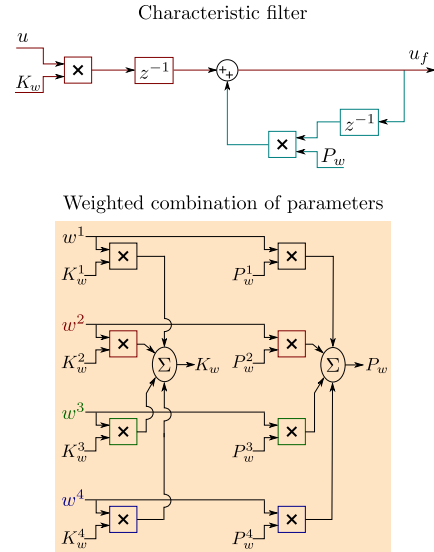 Characteristic filter
u
u_f
K_w × z^{-1} + +
z^{-1}
× P_w
Weighted combination of parameters
w^1
× ×
K_w^1 P_w^1
w^2
× ×
K_w^2 Σ K_w P_w^2 Σ P_w
w^3
× ×
K_w^3 P_w^3
w^4
× ×
K_w^4 P_w^4